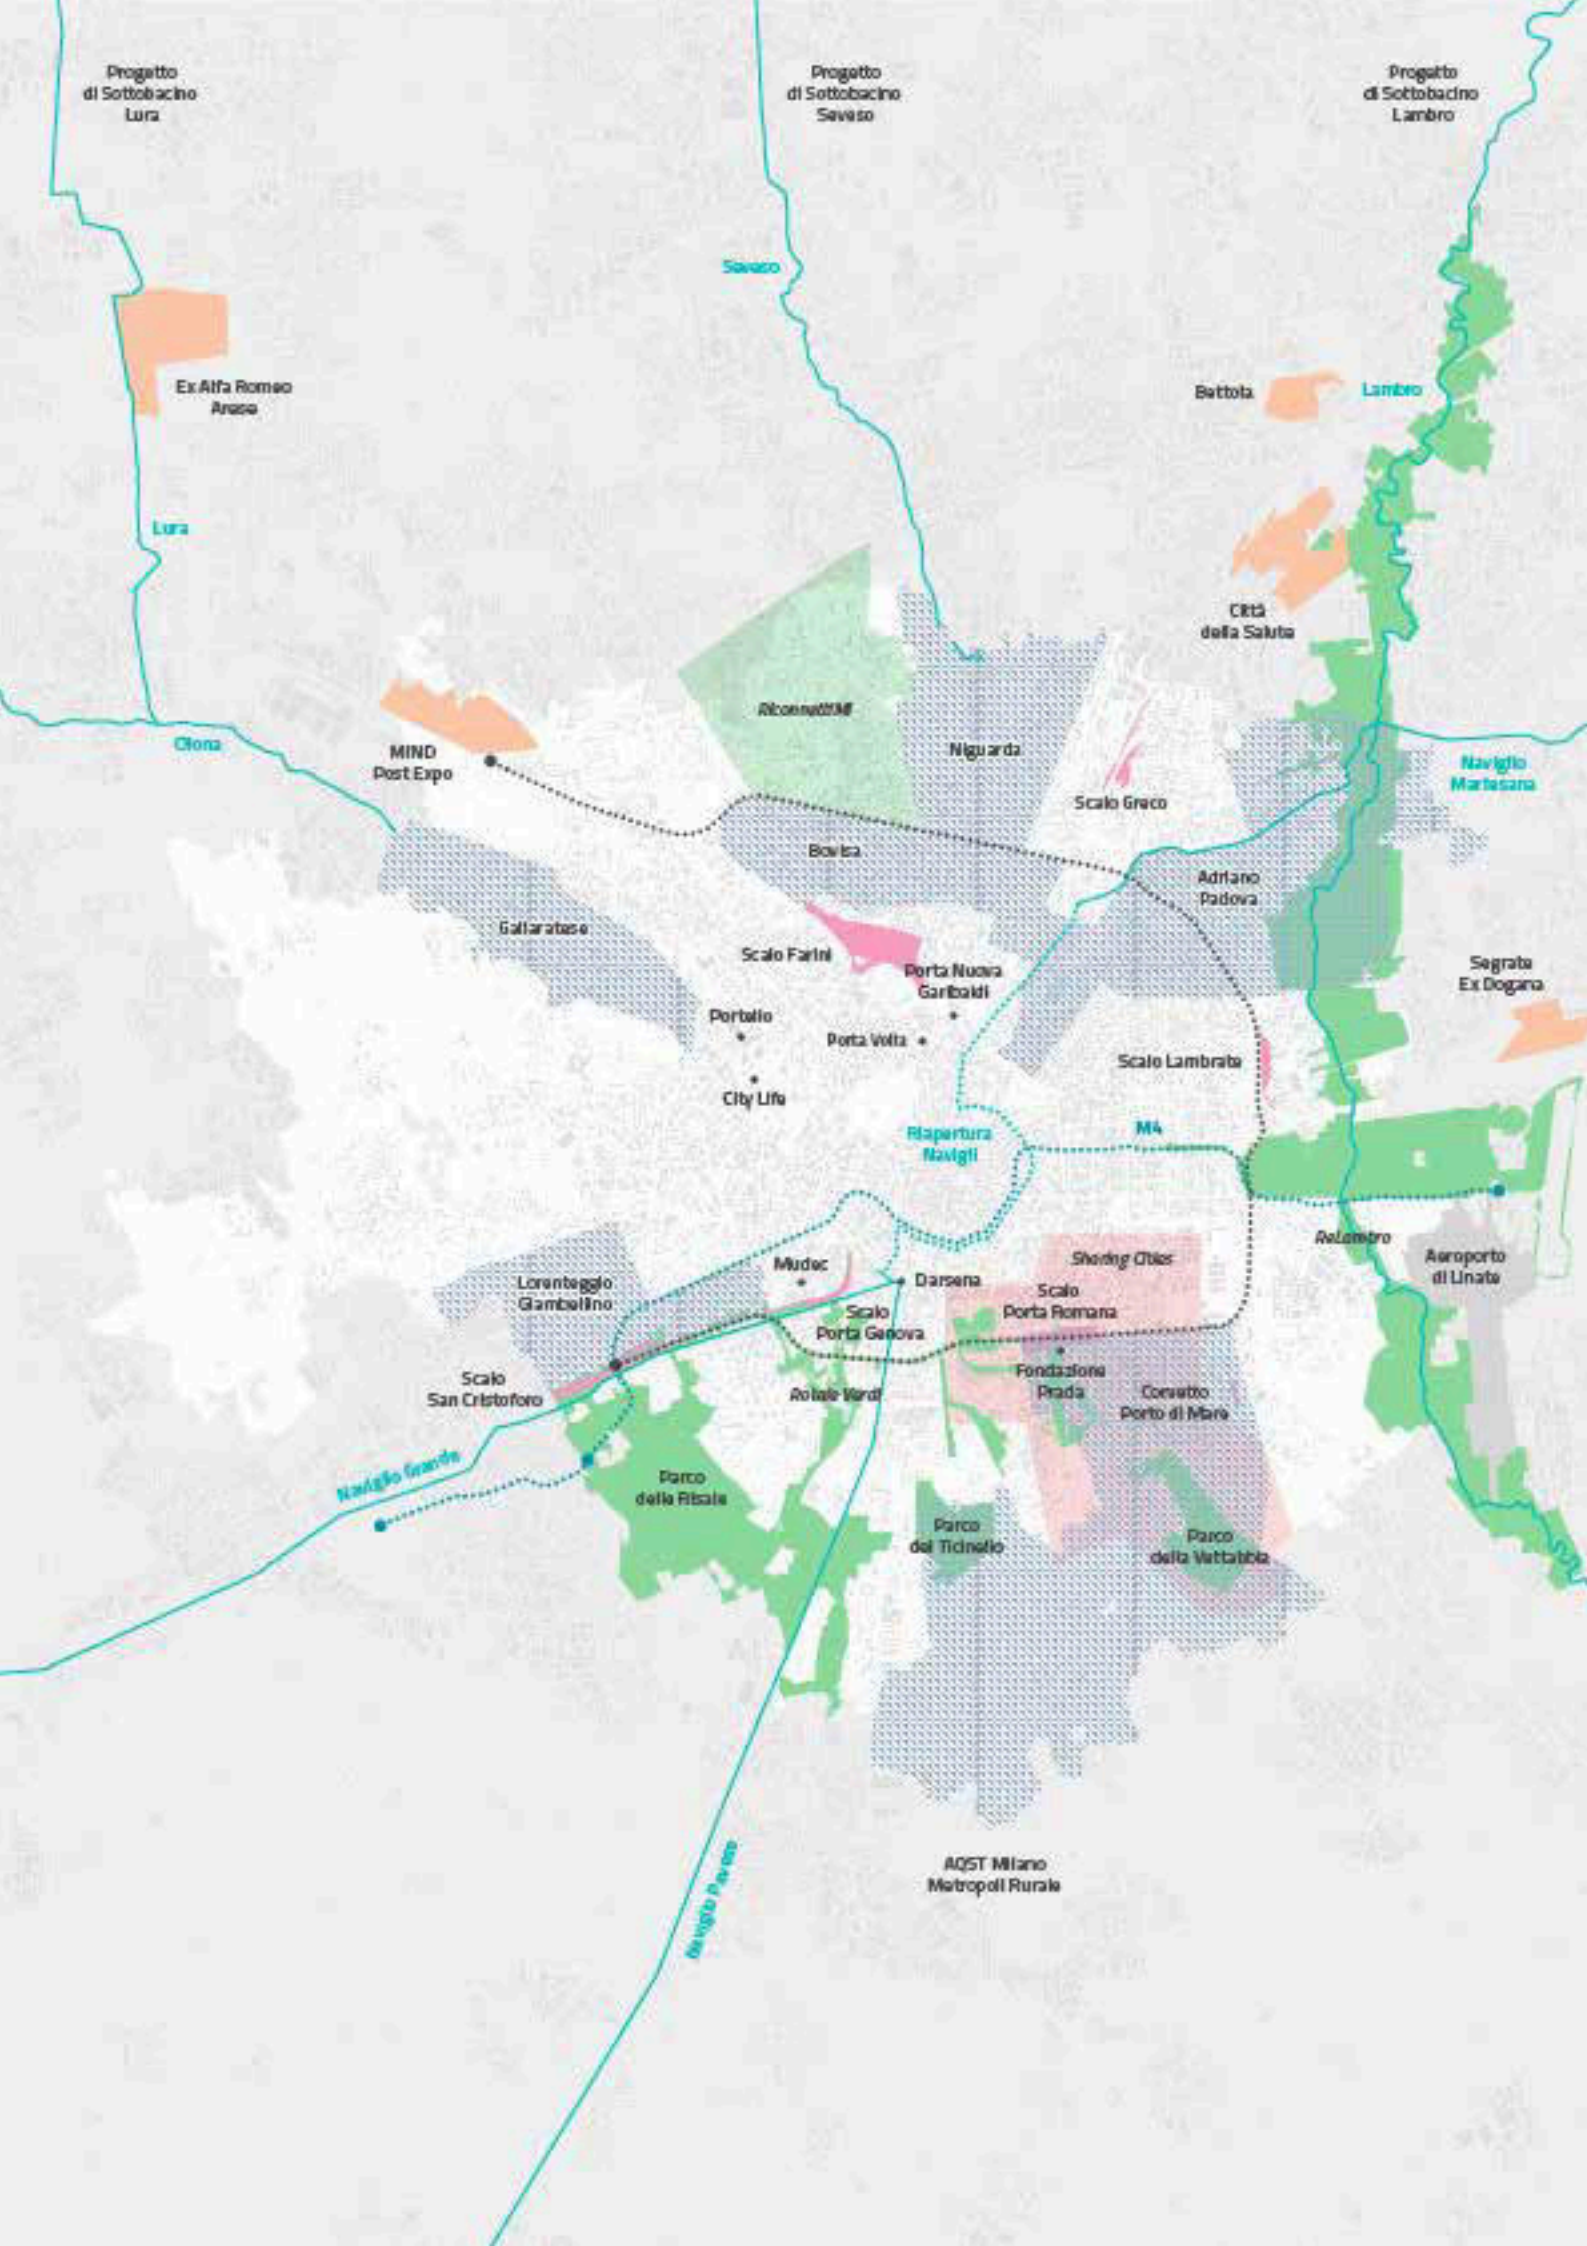 Progetto
di Sottobacino
Lura
Progetto
di Sottobacino
Seveso
Progetto
di Sottobacino
Lambro
Seveso
Ex Alfa Romeo
Arese
Bettola
Lambro
Lura
Città
della Salute
RiconnettiMI
Olona
MIND
Post Expo
Niguarda
Naviglio
Martesana
Scalo Greco
Bovisa
Adriano
Padova
Gallaratese
Scalo Farini
Porta Nuova
Garibaldi
Segrate
Ex Dogana
Portello
Porta Volta
Scalo Lambrate
City Life
Riapertura
Navigli
M4
ReLambro
Sharing Cities
Aeroporto
di Linate
Mudec
Lorenteggio
Giambellino
Darsena
Scalo
Porta Romana
Scalo
Porta Genova
Scalo
San Cristoforo
Rotaie Verdi
Fondazione
Prada
Corvetto
Porto di Mare
Naviglio Grande
Parco
delle Risaie
Parco
del Ticinello
Parco
della Vettabbia
Naviglio Pavese
AQST Milano
Metropoli Rurale